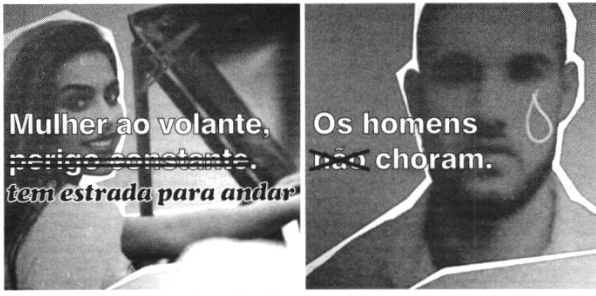 Mulher ao volante,
perigo constante.
tem estrada para andar
Os homens
não choram.